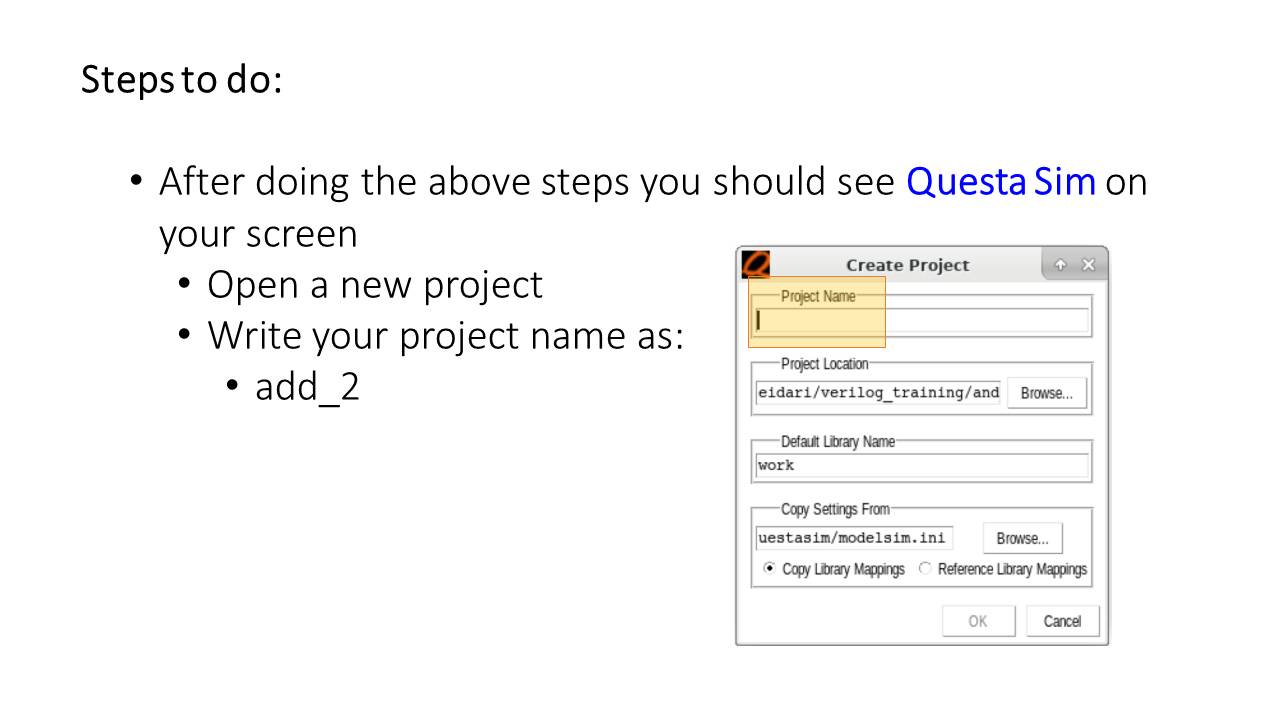 Steps to do:
• After doing the above steps you should see Questa Sim on
your screen
• Open a new project
• Write your project name as:
• add_2
Create Project
Project Name
Project Location
eidari/verilog_training/and
Browse...
Default Library Name
work
Copy Settings From
uestasim/modelsim.ini
Browse...
Copy Library Mappings
Reference Library Mappings
OK
Cancel